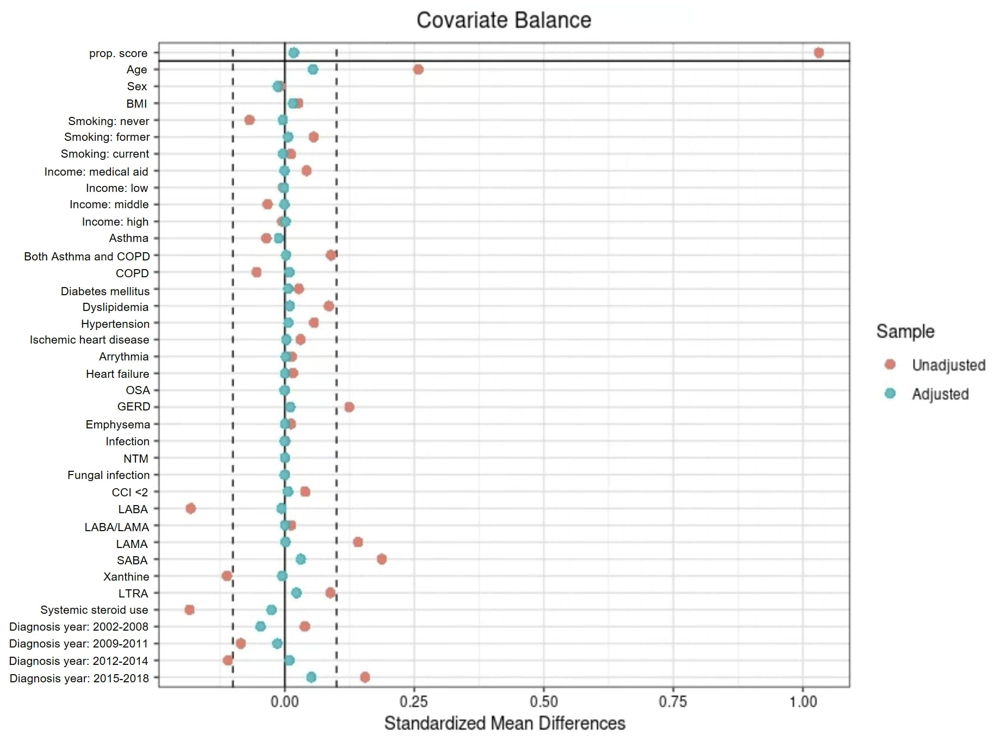 Covariate Balance
prop. score
Age
Sex
BMI
Smoking: never
Smoking: former
Smoking: current
Income: medical aid
Income: low
Income: middle
Income: high
Asthma
Both Asthma and COPD
COPD
Diabetes mellitus
Dyslipidemia
Hypertension
Ischemic heart disease
Arrythmia
Heart failure
OSA
GERD
Emphysema
Infection
NTM
Fungal infection
CCI <2
LABA
LABA/LAMA
LAMA
SABA
Xanthine
LTRA
Systemic steroid use
Diagnosis year: 2002-2008
Diagnosis year: 2009-2011
Diagnosis year: 2012-2014
Diagnosis year: 2015-2018
0.00 0.25 0.50 0.75 1.00
Standardized Mean Differences
Sample
Unadjusted
Adjusted